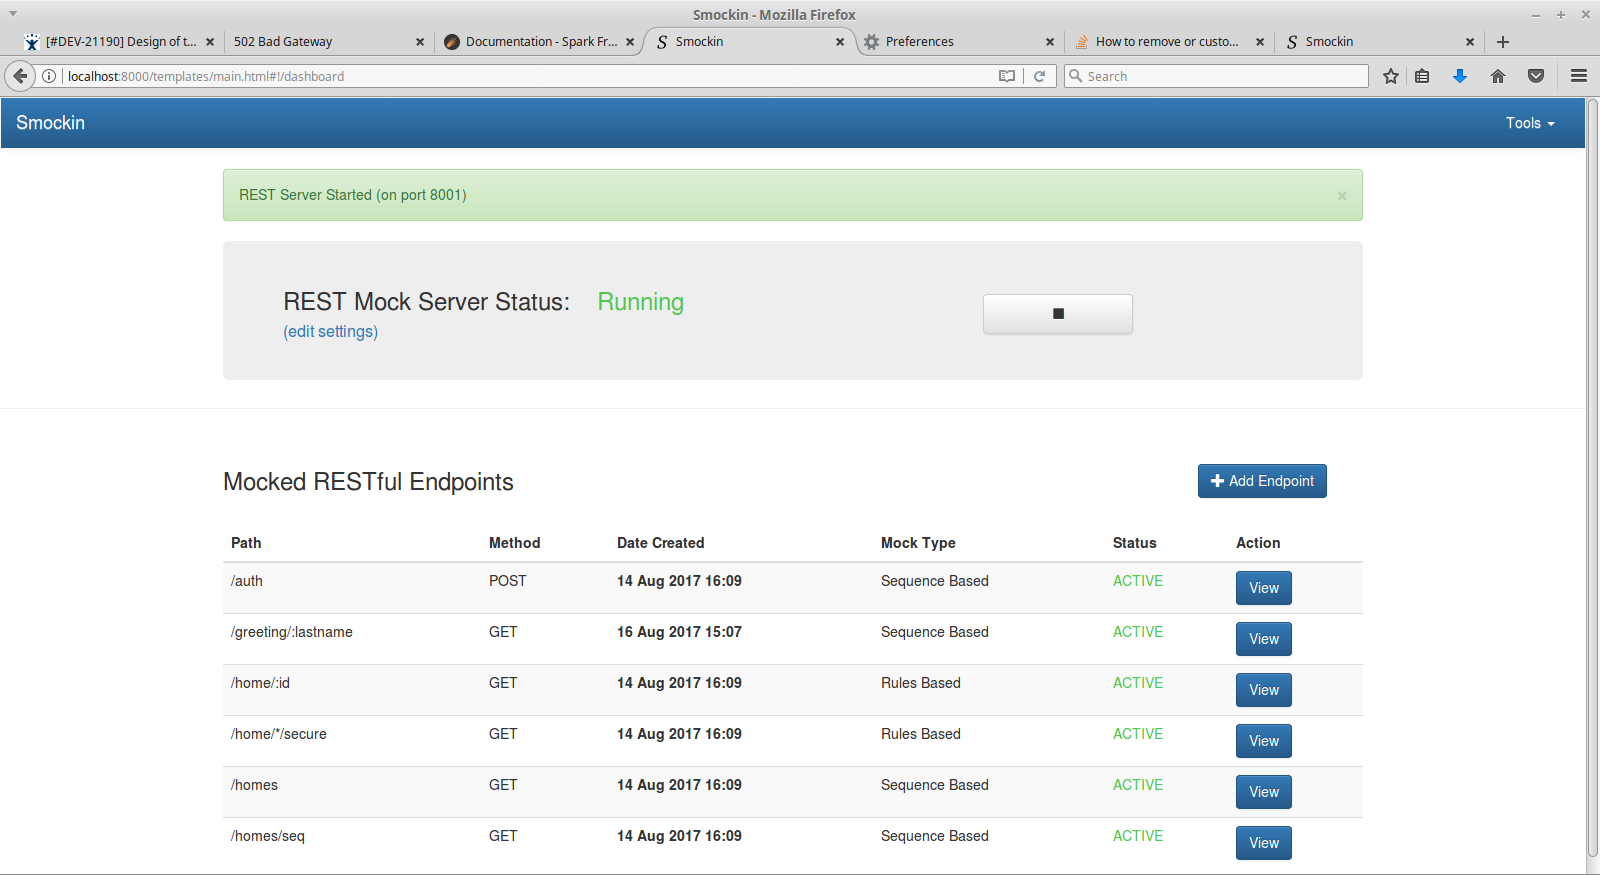 Smockin - Mozilla Firefox
[#DEV-21190] Design of t...
502 Bad Gateway
Documentation - Spark Fr...
Smockin
Preferences
How to remove or custo...
Smockin
localhost:8000/templates/main.html#!/dashboard
Search
Smockin
Tools
REST Server Started (on port 8001)
REST Mock Server Status: Running
(edit settings)
Mocked RESTful Endpoints
Add Endpoint
Path Method Date Created Mock Type Status Action
/auth POST 14 Aug 2017 16:09 Sequence Based ACTIVE View
/greeting/:lastname GET 16 Aug 2017 15:07 Sequence Based ACTIVE View
/home/:id GET 14 Aug 2017 16:09 Rules Based ACTIVE View
/home/*/secure GET 14 Aug 2017 16:09 Rules Based ACTIVE View
/homes GET 14 Aug 2017 16:09 Sequence Based ACTIVE View
/homes/seq GET 14 Aug 2017 16:09 Sequence Based ACTIVE View